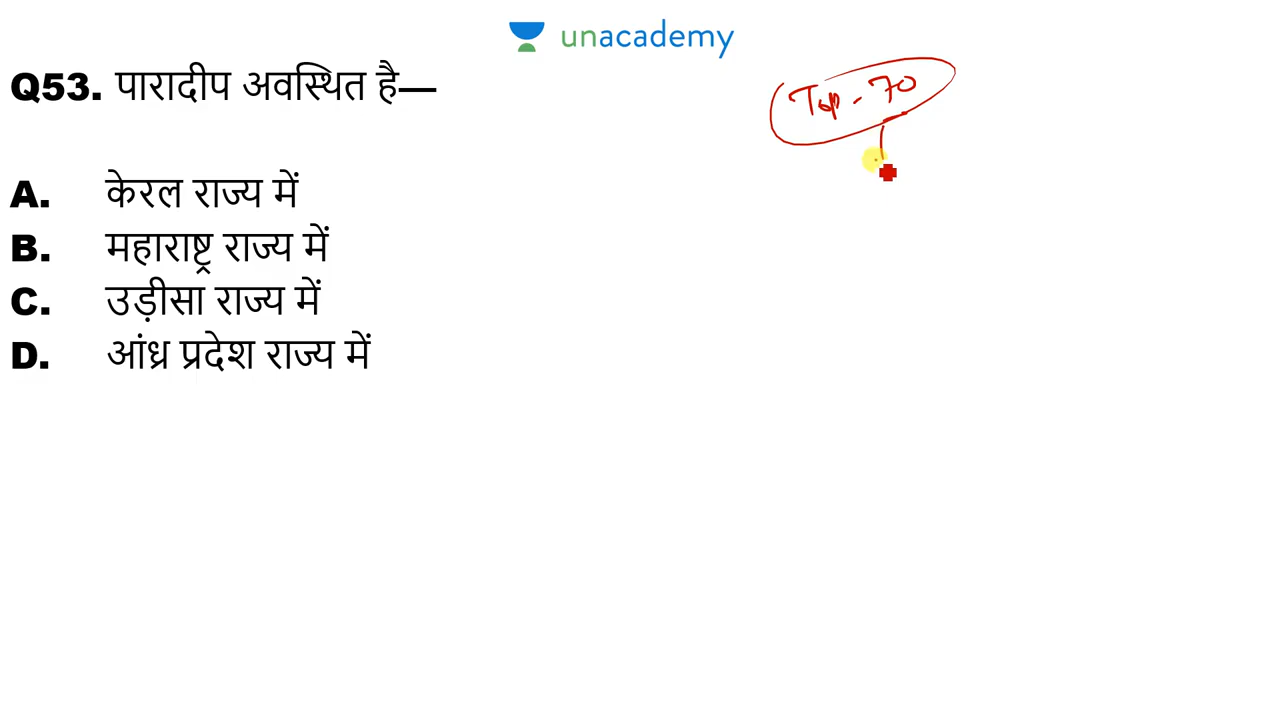 unacademy
Q53. पारादीप अवस्थित है—
Top - 70
A. केरल राज्य में
B. महाराष्ट्र राज्य में
C. उड़ीसा राज्य में
D. आंध्र प्रदेश राज्य में